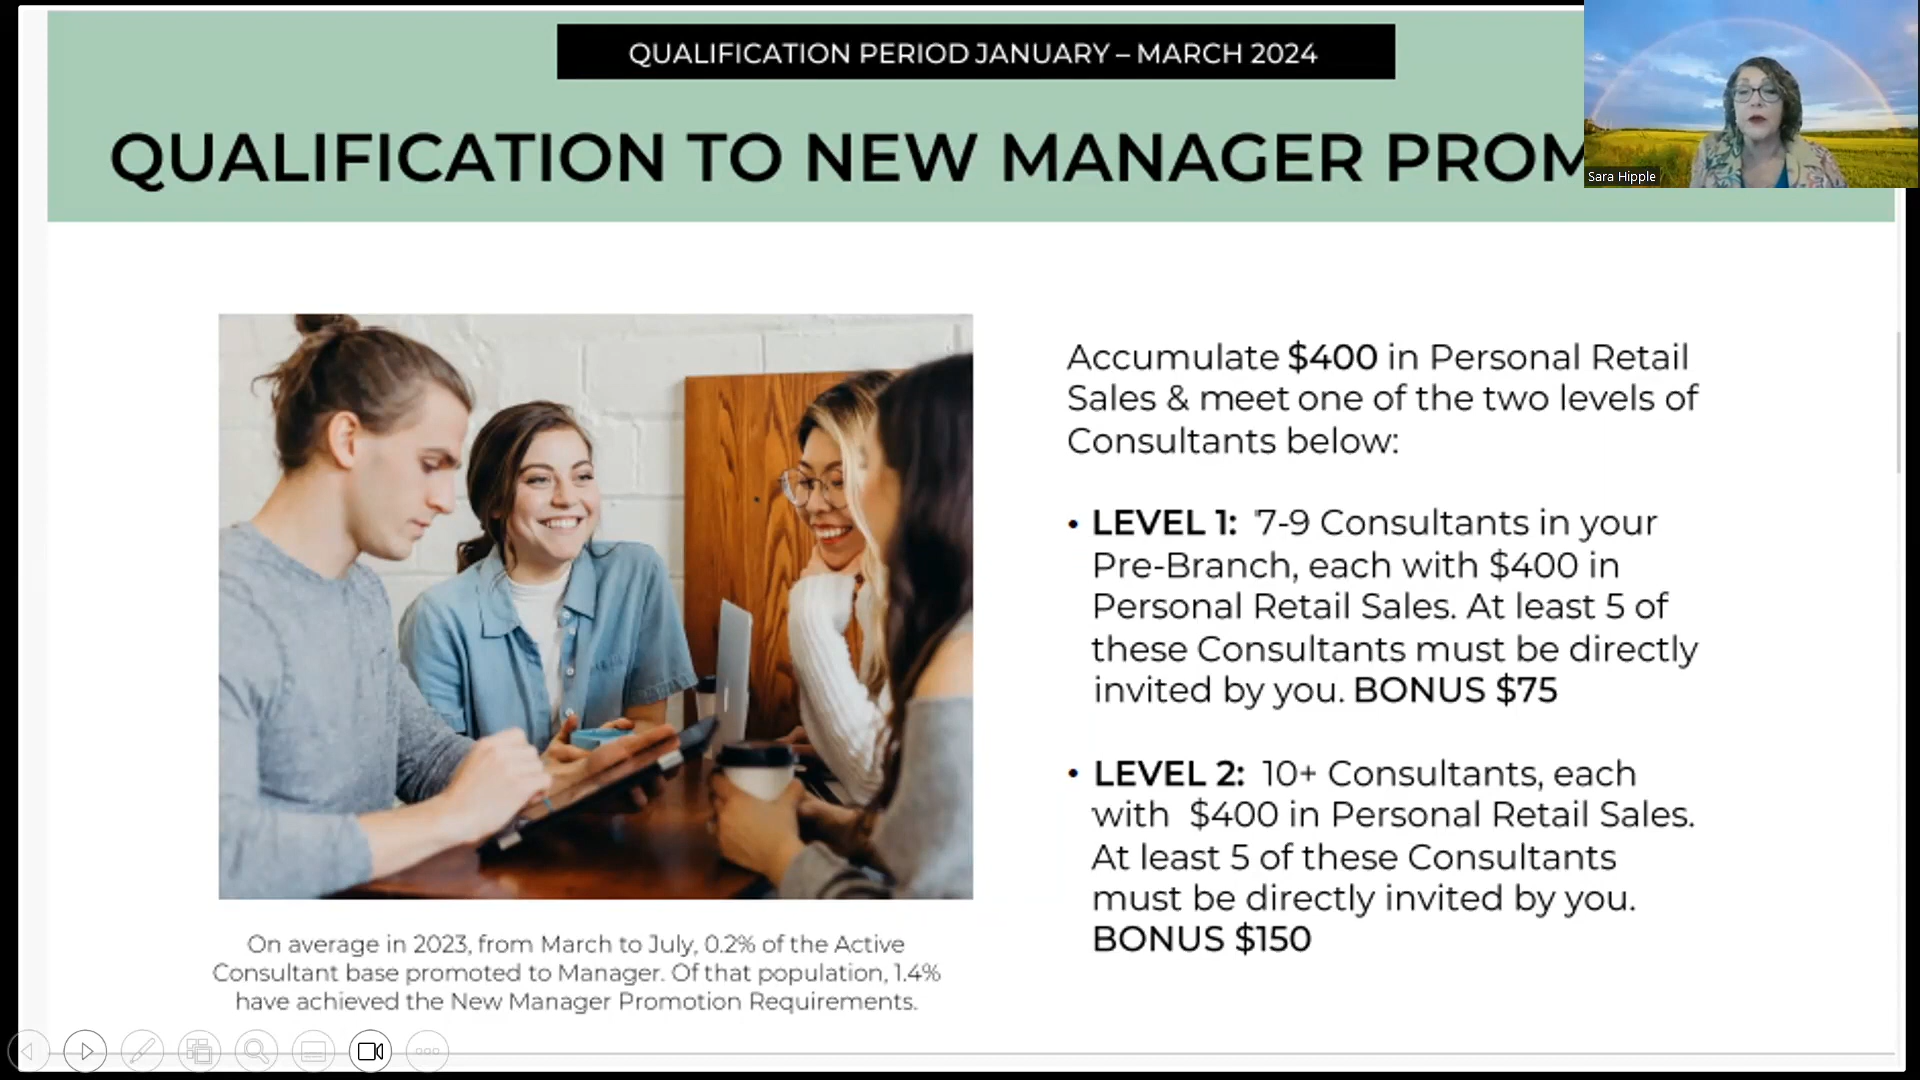 QUALIFICATION PERIOD JANUARY – MARCH 2024
QUALIFICATION TO NEW MANAGER PROM
Sara Hipple
Accumulate $400 in Personal Retail
Sales & meet one of the two levels of
Consultants below:
• LEVEL 1: 7-9 Consultants in your
Pre-Branch, each with $400 in
Personal Retail Sales. At least 5 of
these Consultants must be directly
invited by you. BONUS $75
• LEVEL 2: 10+ Consultants, each
with $400 in Personal Retail Sales.
At least 5 of these Consultants
must be directly invited by you.
BONUS $150
On average in 2023, from March to July, 0.2% of the Active
Consultant base promoted to Manager. Of that population, 1.4%
have achieved the New Manager Promotion Requirements.